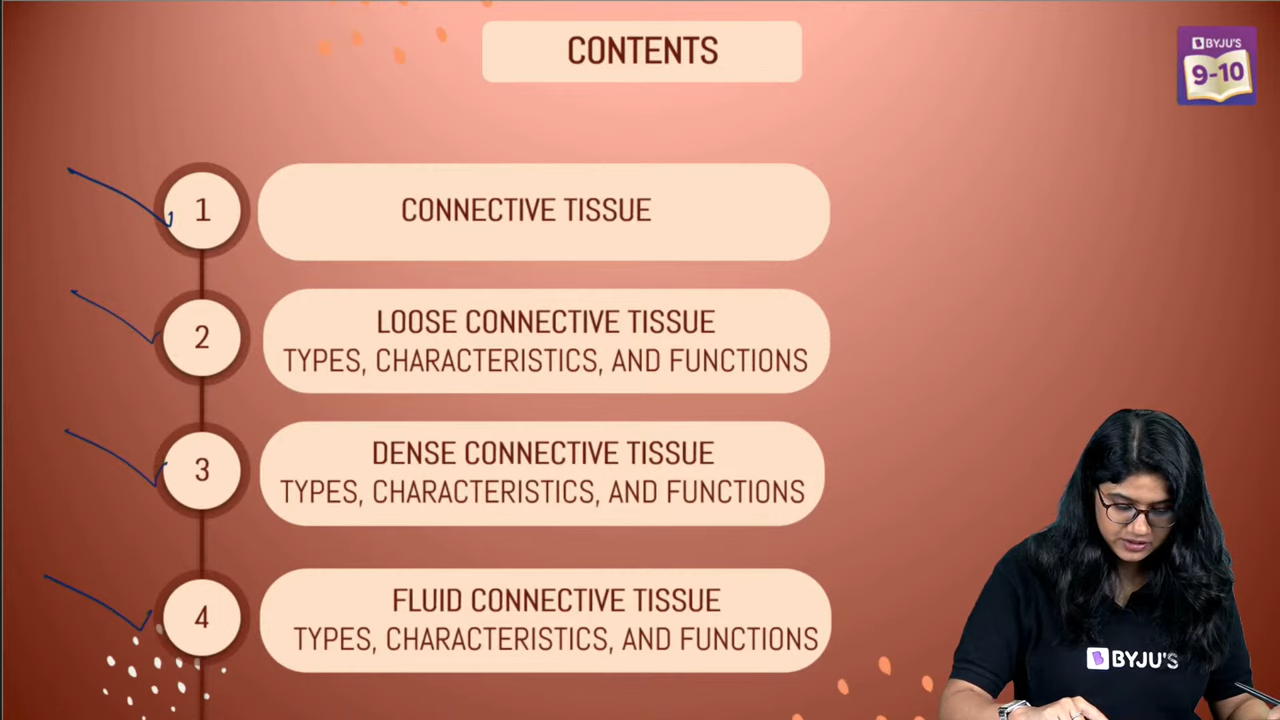 CONTENTS
BYJU'S
9-10
1
CONNECTIVE TISSUE
2
LOOSE CONNECTIVE TISSUE
TYPES, CHARACTERISTICS, AND FUNCTIONS
3
DENSE CONNECTIVE TISSUE
TYPES, CHARACTERISTICS, AND FUNCTIONS
4
FLUID CONNECTIVE TISSUE
TYPES, CHARACTERISTICS, AND FUNCTIONS
BYJU'S